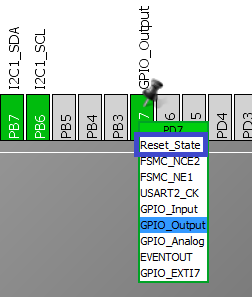 I2C1_SDA
I2C1_SCL
GPIO_Output
PB7
PB6
PB5
PB4
PB3
7
6
5
PD4
PD3
PD7
Reset_State
FSMC_NCE2
FSMC_NE1
USART2_CK
GPIO_Input
GPIO_Output
GPIO_Analog
EVENTOUT
GPIO_EXTI7